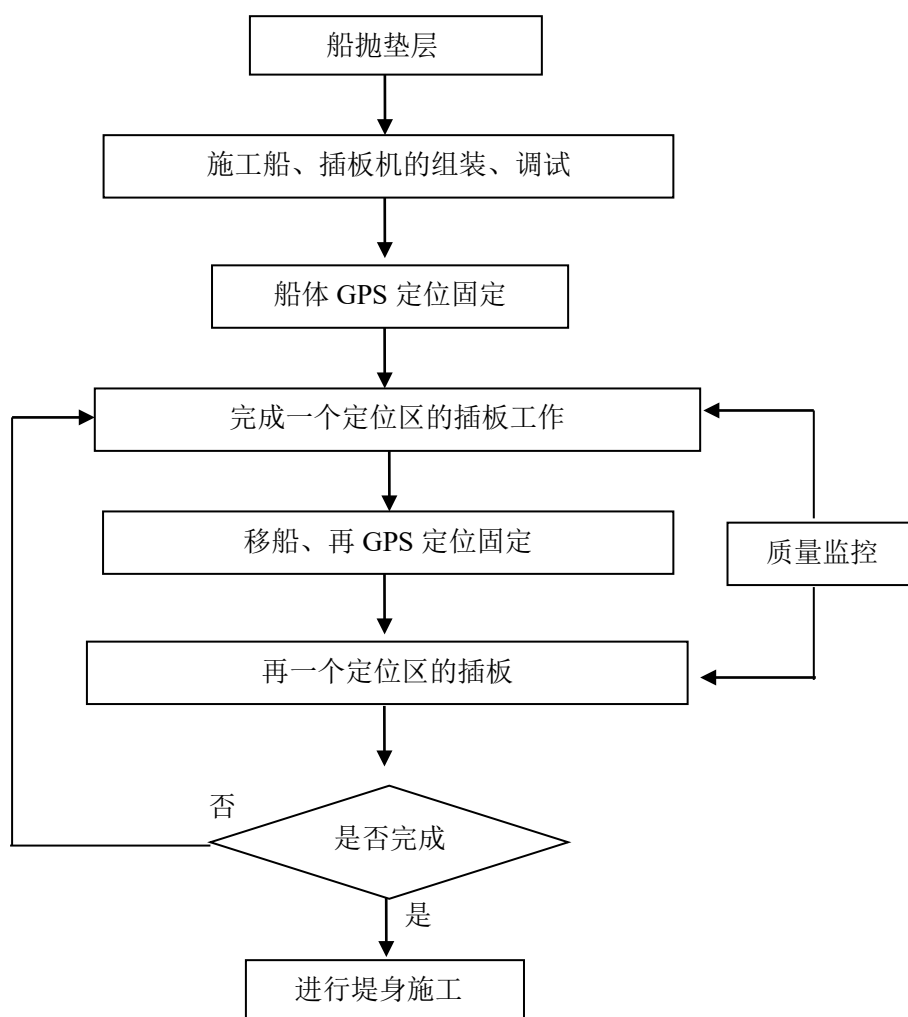 船抛垫层
施工船、插板机的组装、调试
船体 GPS 定位固定
完成一个定位区的插板工作
移船、再 GPS 定位固定
质量监控
再一个定位区的插板
否
是否完成
是
进行堤身施工